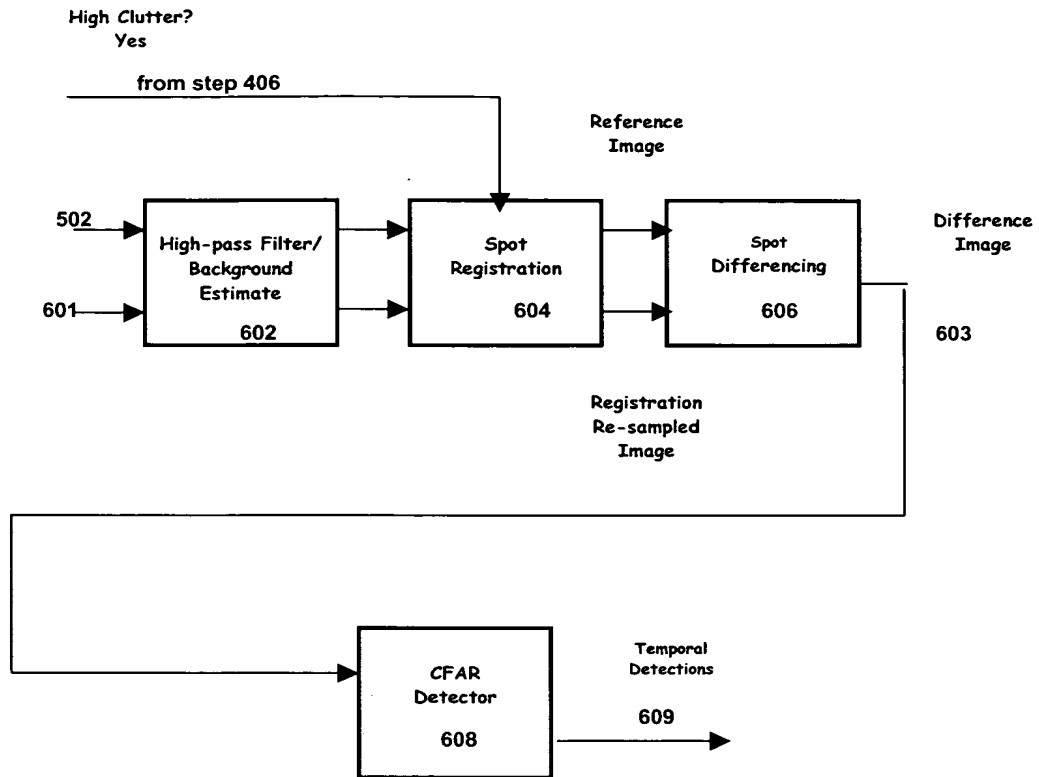 High Clutter?
Yes
from step 406
Reference
Image
502
601
High-pass Filter/
Background
Estimate
602
Spot
Registration
604
Spot
Differencing
606
Difference
Image
603
Registration
Re-sampled
Image
CFAR
Detector
608
Temporal
Detections
609